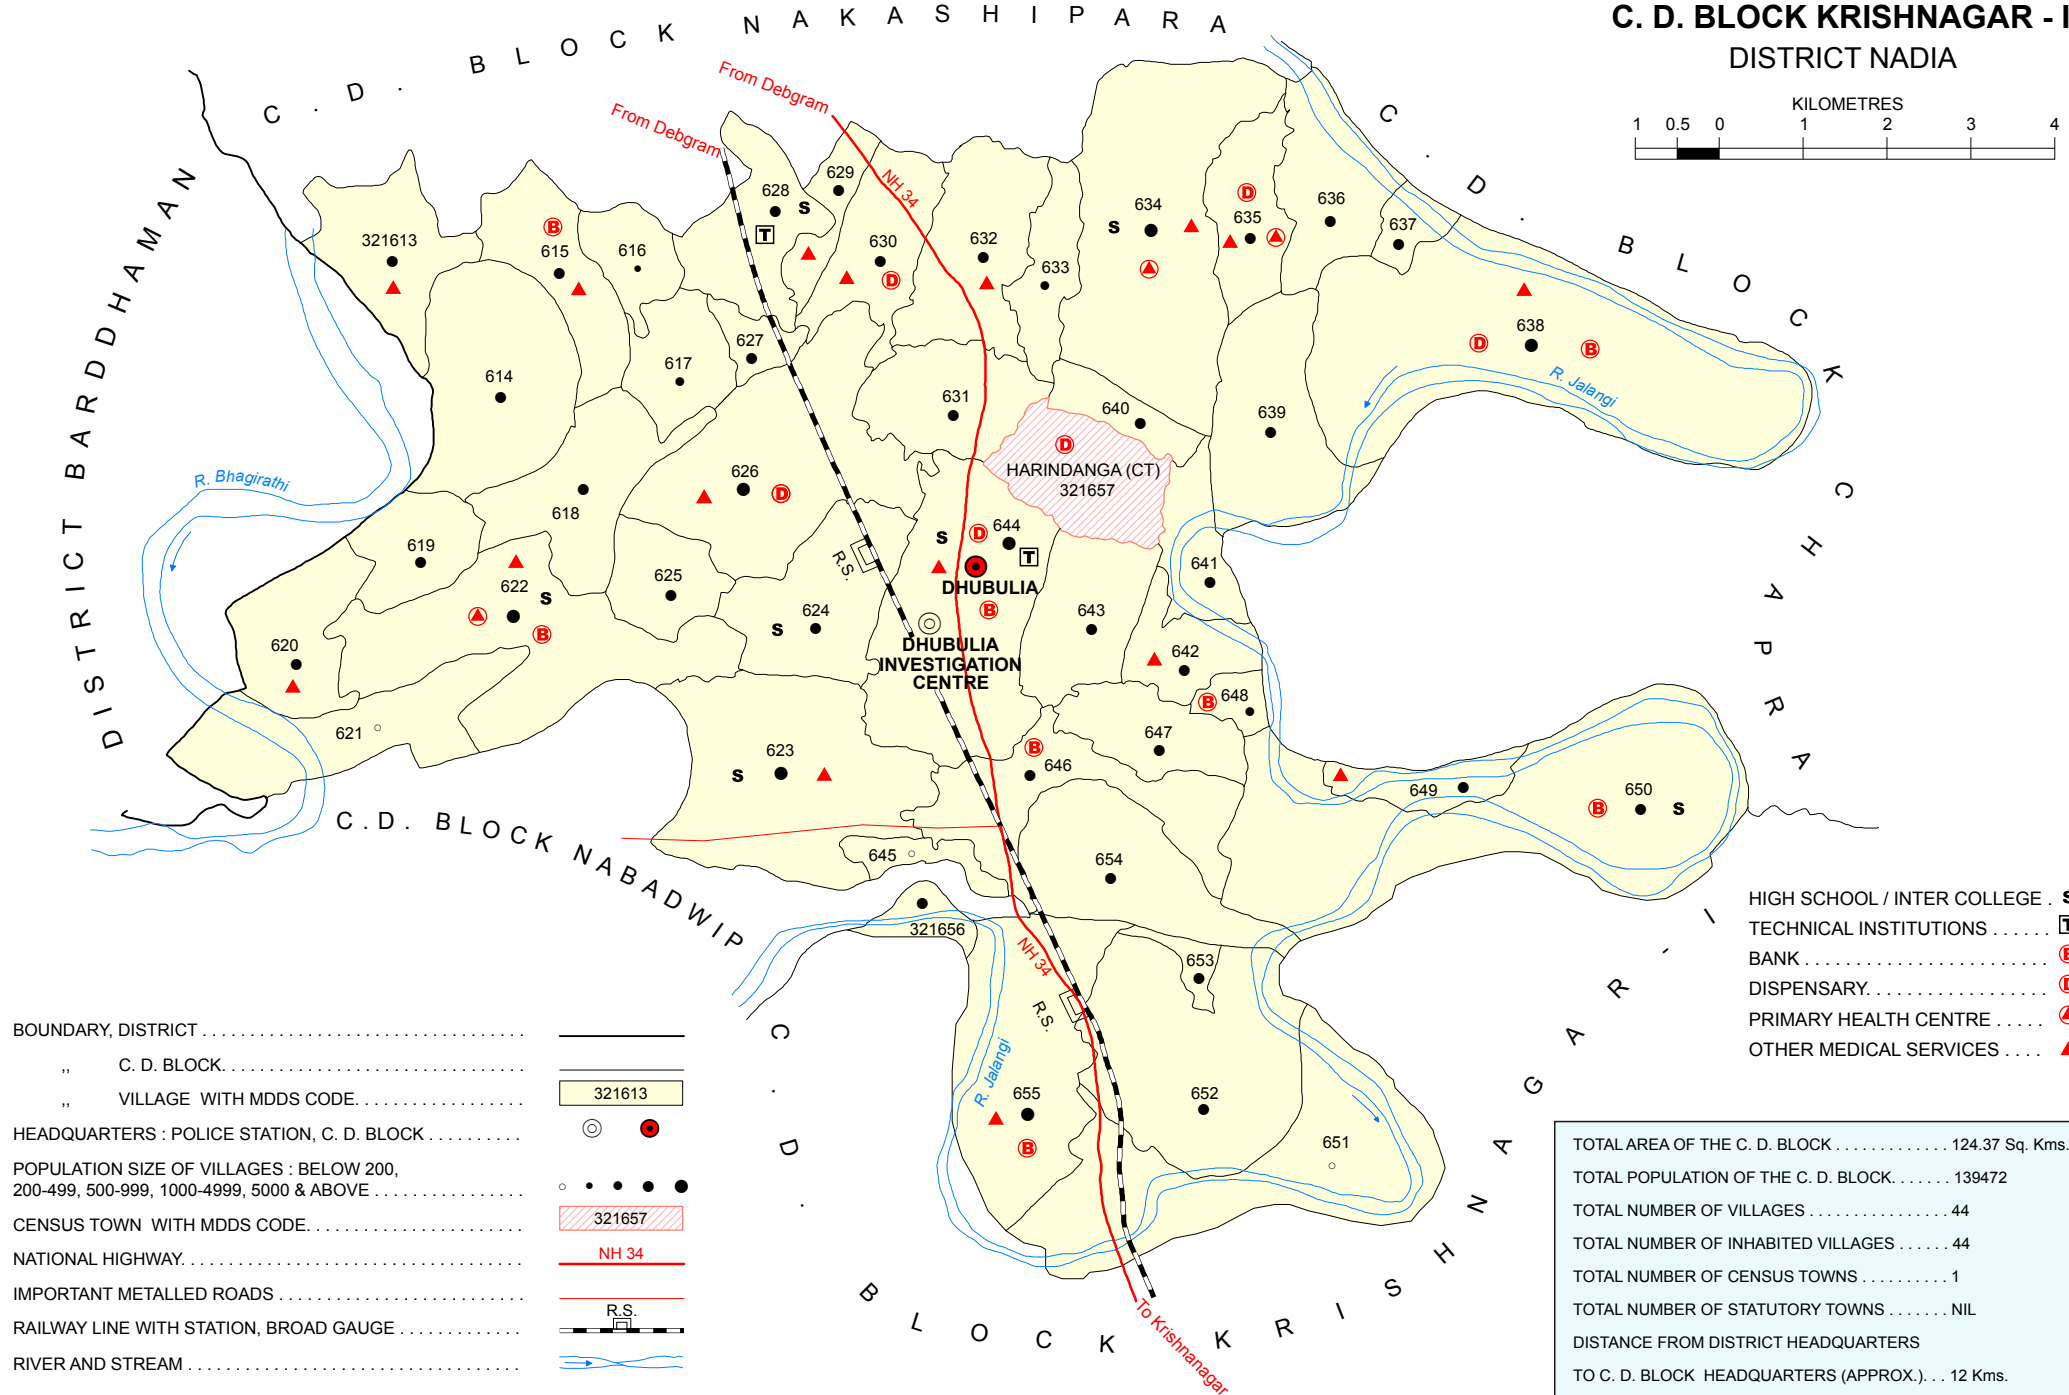 C. D. BLOCK KRISHNAGAR - I
DISTRICT NADIA
KILOMETRES
1 0.5 0 1 2 3 4
C. D. BLOCK NAKASHIPARA
C. D. BLOCK CHAPRA
DISTRICT BARDDHAMAN
C.D. BLOCK NABADWIP
C. D. BLOCK KRISHNAGAR - I
From Debgram
From Debgram
NH 34
321613
614
B
615
616
617
618
619
620
621
622
S
B
623
S
624
S
625
626
D
627
628
S
T
629
630
D
631
632
633
634
S
D
635
636
637
638
D
B
639
640
D
HARINDANGA (CT)
321657
641
642
643
644
S
D
T
DHUBULIA
B
DHUBULIA
INVESTIGATION
CENTRE
R.S.
645
B
646
647
B
648
649
B
650
S
651
652
653
654
655
B
321656
NH 34
R.S.
R. Bhagirathi
R. Jalangi
R. Jalangi
To Krishnanagar
HIGH SCHOOL / INTER COLLEGE . S
TECHNICAL INSTITUTIONS . . . . . . T
BANK . . . . . . . . . . . . . . . . . . . . . . . . B
DISPENSARY. . . . . . . . . . . . . . . . . . D
PRIMARY HEALTH CENTRE . . . . .
OTHER MEDICAL SERVICES . . . .
BOUNDARY, DISTRICT . . . . . . . . . . . . . . . . . . . . . . . . . . . . . . . .
,, C. D. BLOCK. . . . . . . . . . . . . . . . . . . . . . . . . . . . . .
,, VILLAGE WITH MDDS CODE. . . . . . . . . . . . . . . . . 321613
HEADQUARTERS : POLICE STATION, C. D. BLOCK . . . . . . . . . .
POPULATION SIZE OF VILLAGES : BELOW 200,
200-499, 500-999, 1000-4999, 5000 & ABOVE . . . . . . . . . . . . . . .
CENSUS TOWN WITH MDDS CODE. . . . . . . . . . . . . . . . . . . . . . 321657
NATIONAL HIGHWAY. . . . . . . . . . . . . . . . . . . . . . . . . . . . . . . . . . NH 34
IMPORTANT METALLED ROADS . . . . . . . . . . . . . . . . . . . . . . . . .
RAILWAY LINE WITH STATION, BROAD GAUGE . . . . . . . . . . . . . R.S.
RIVER AND STREAM . . . . . . . . . . . . . . . . . . . . . . . . . . . . . . . . . .
TOTAL AREA OF THE C. D. BLOCK . . . . . . . . . . . . . 124.37 Sq. Kms.
TOTAL POPULATION OF THE C. D. BLOCK. . . . . . . 139472
TOTAL NUMBER OF VILLAGES . . . . . . . . . . . . . . . . 44
TOTAL NUMBER OF INHABITED VILLAGES . . . . . . 44
TOTAL NUMBER OF CENSUS TOWNS . . . . . . . . . . 1
TOTAL NUMBER OF STATUTORY TOWNS . . . . . . . NIL
DISTANCE FROM DISTRICT HEADQUARTERS
TO C. D. BLOCK HEADQUARTERS (APPROX.). . . 12 Kms.